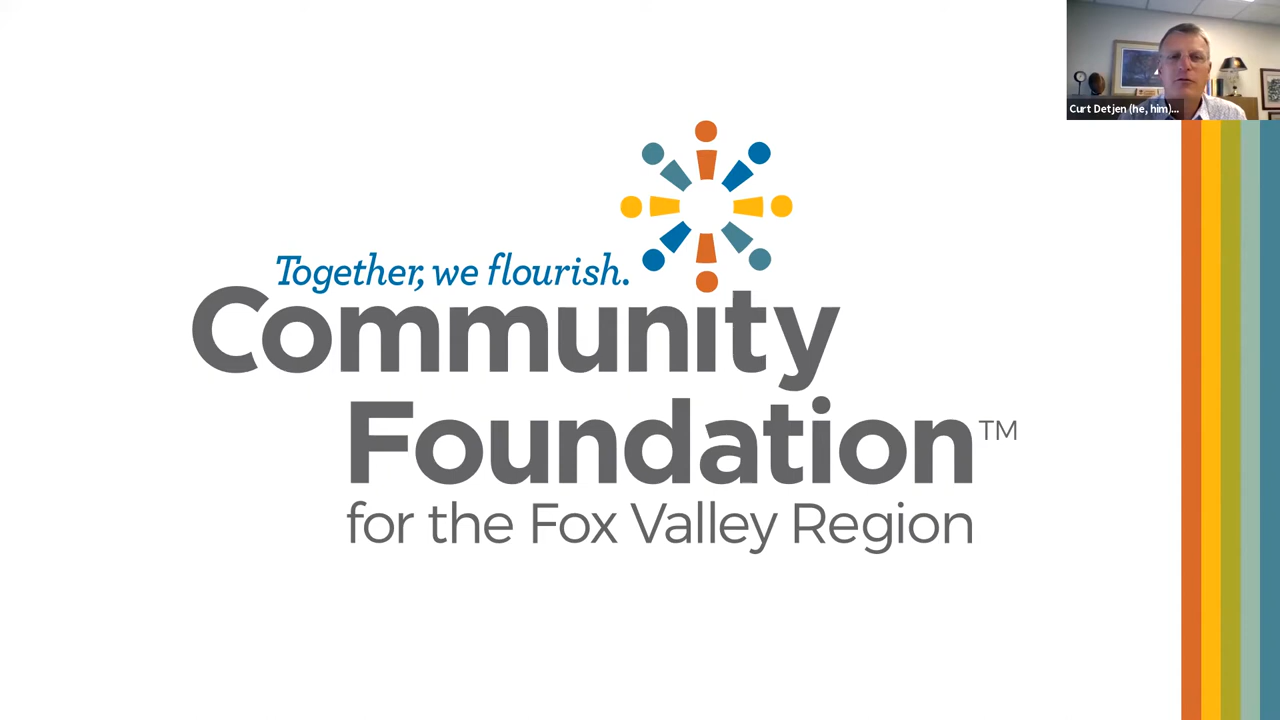 Curt Detjen (he, him)...
Together, we flourish.
Community
Foundation™
for the Fox Valley Region